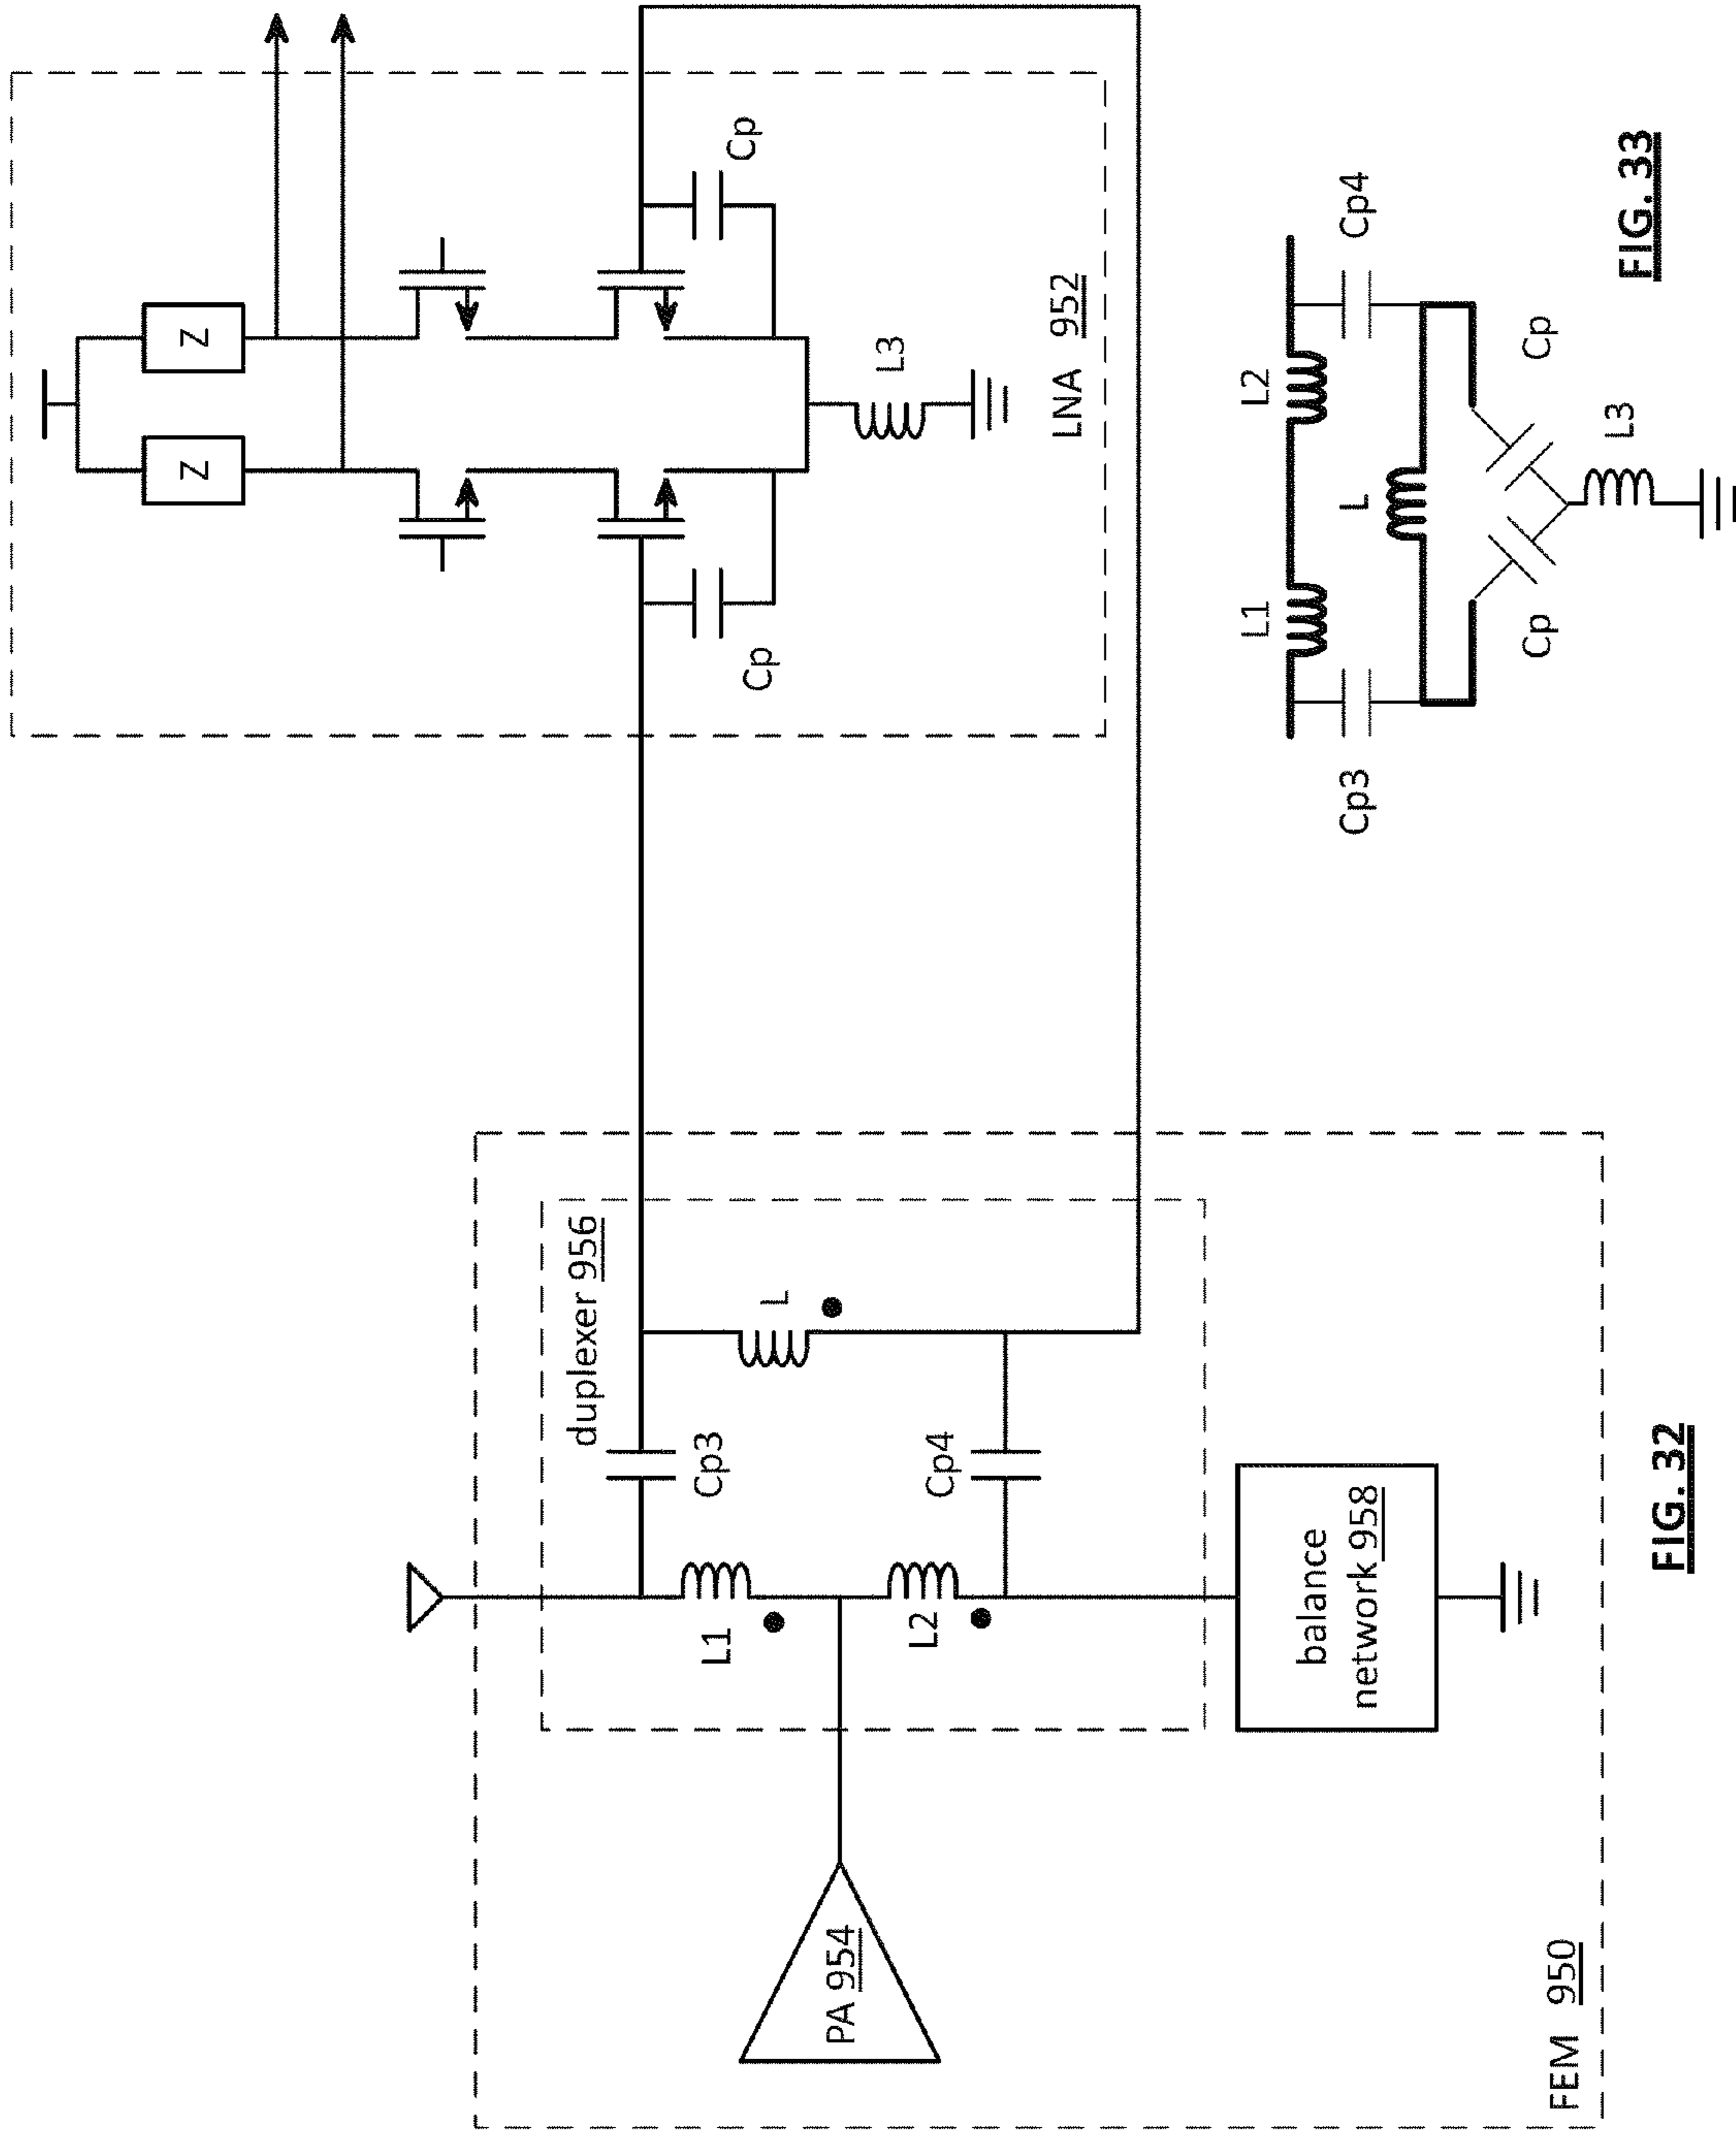 FEM 950
PA 954
duplexer 956
L1
L2
Cp3
Cp4
L
balance
network 958
LNA 952
Z
Z
Cp
Cp
L3
FIG. 32
L1
L2
Cp3
Cp4
L
Cp
Cp
L3
FIG. 33